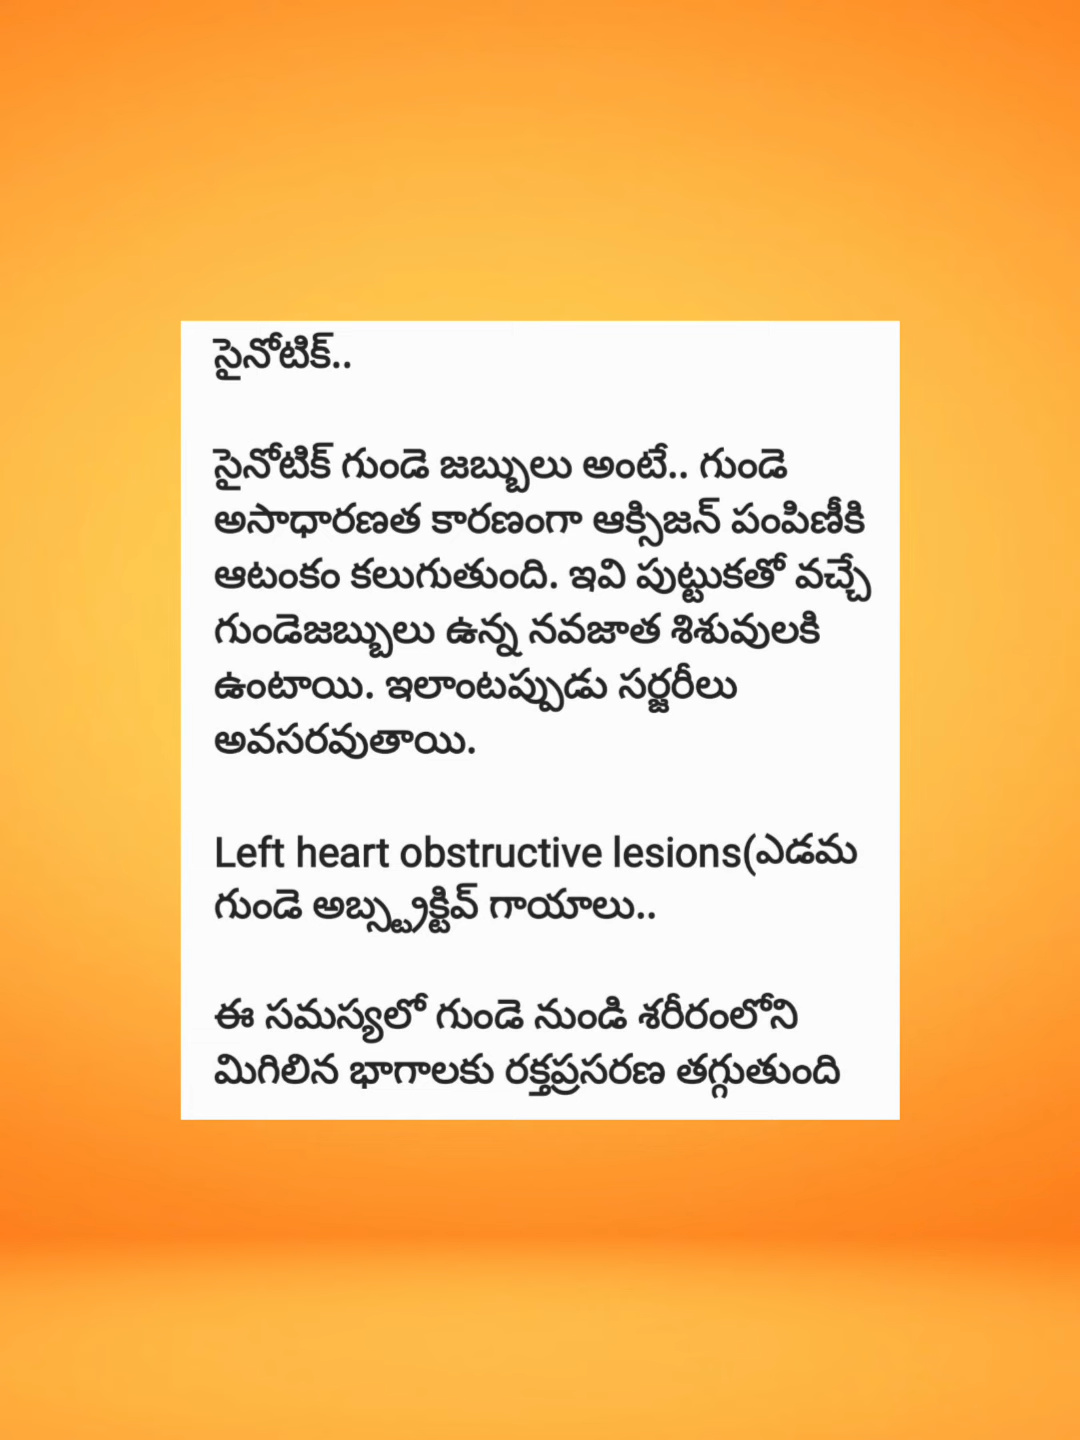 సైనోటిక్..
సైనోటిక్ గుండె జబ్బులు అంటే.. గుండె
అసాధారణత కారణంగా ఆక్సిజన్ పంపిణీకి
ఆటంకం కలుగుతుంది. ఇవి పుట్టుకతో వచ్చే
గుండెజబ్బులు ఉన్న నవజాత శిశువులకి
ఉంటాయి. ఇలాంటప్పుడు సర్జరీలు
అవసరవుతాయి.
Left heart obstructive lesions(ఎడమ
గుండె అబ్స్ట్రక్టివ్ గాయాలు..
ఈ సమస్యలో గుండె నుండి శరీరంలోని
మిగిలిన భాగాలకు రక్తప్రసరణ తగ్గుతుంది